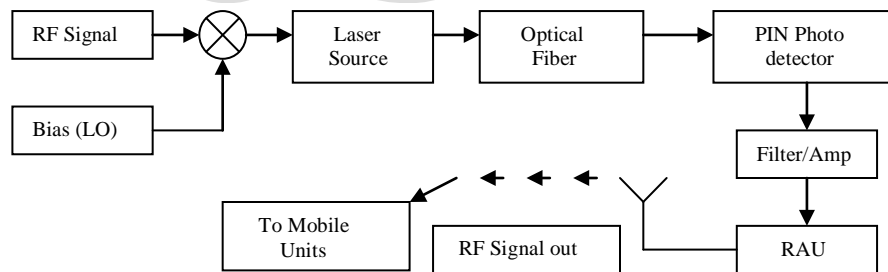 RF Signal
Laser
Source
Optical
Fiber
PIN Photo
detector
Bias (LO)
Filter/Amp
To Mobile
Units
RF Signal out
RAU